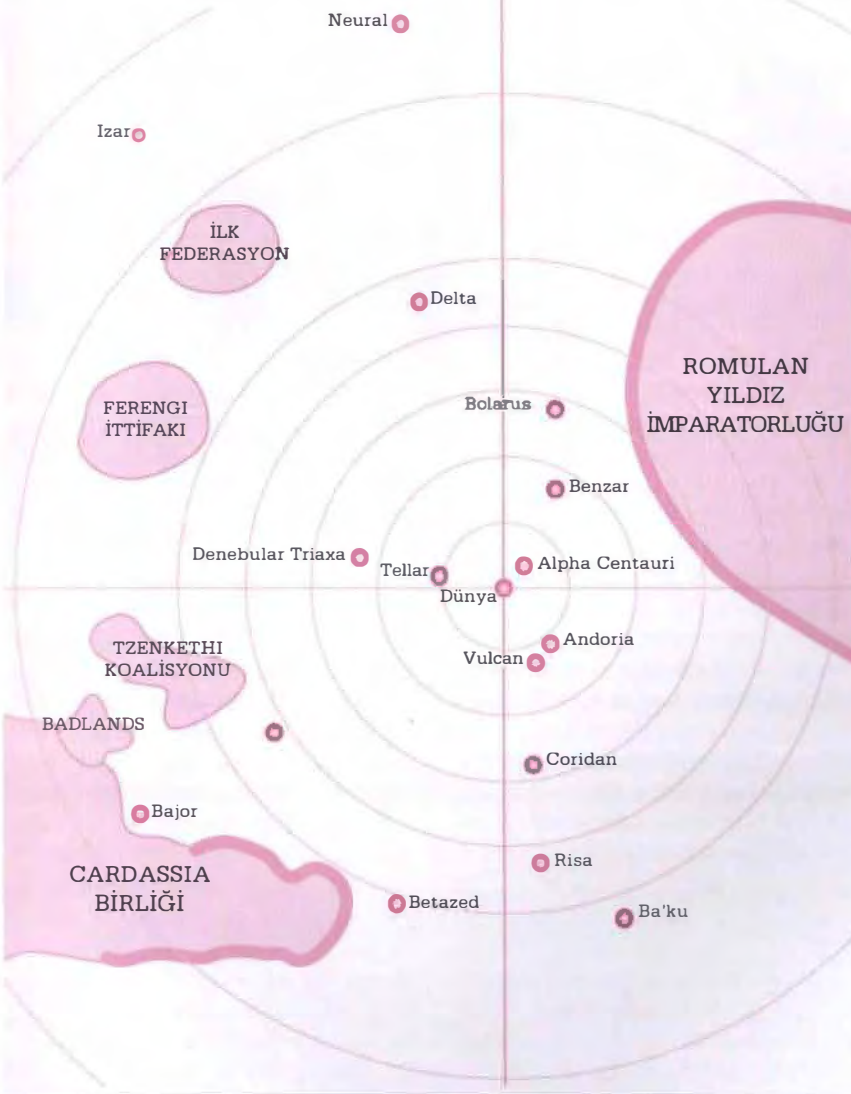 Neural
Izar
İLK
FEDERASYON
Delta
ROMULAN
YILDIZ
İMPARATORLUĞU
FERENGI
İTTİFAKI
Bolarus
Benzar
Denebular Triaxa
Tellar
Alpha Centauri
Dünya
Andoria
Vulcan
TZENKETHI
KOALİSYONU
BADLANDS
Coridan
Bajor
Risa
CARDASSIA
BİRLİĞİ
Betazed
Ba'ku